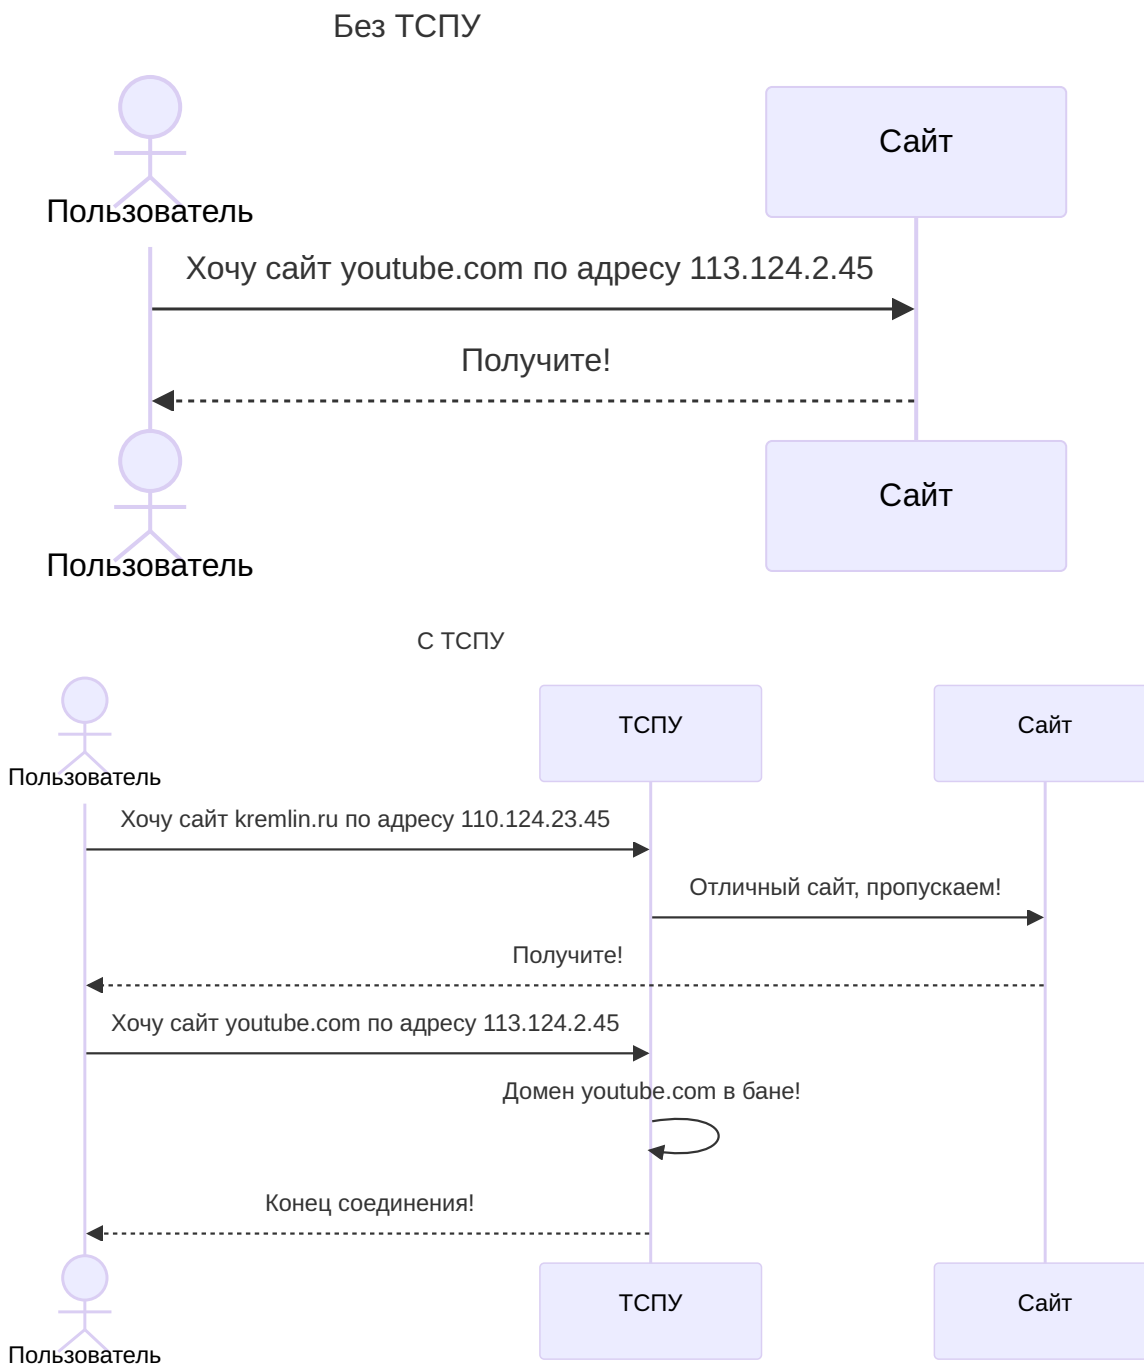 Без ТСПУ
Пользователь
Сайт
Хочу сайт youtube.com по адресу 113.124.2.45
Получите!
Пользователь
Сайт
С ТСПУ
Пользователь
ТСПУ
Сайт
Хочу сайт kremlin.ru по адресу 110.124.23.45
Отличный сайт, пропускаем!
Получите!
Хочу сайт youtube.com по адресу 113.124.2.45
Домен youtube.com в бане!
Конец соединения!
Пользователь
ТСПУ
Сайт